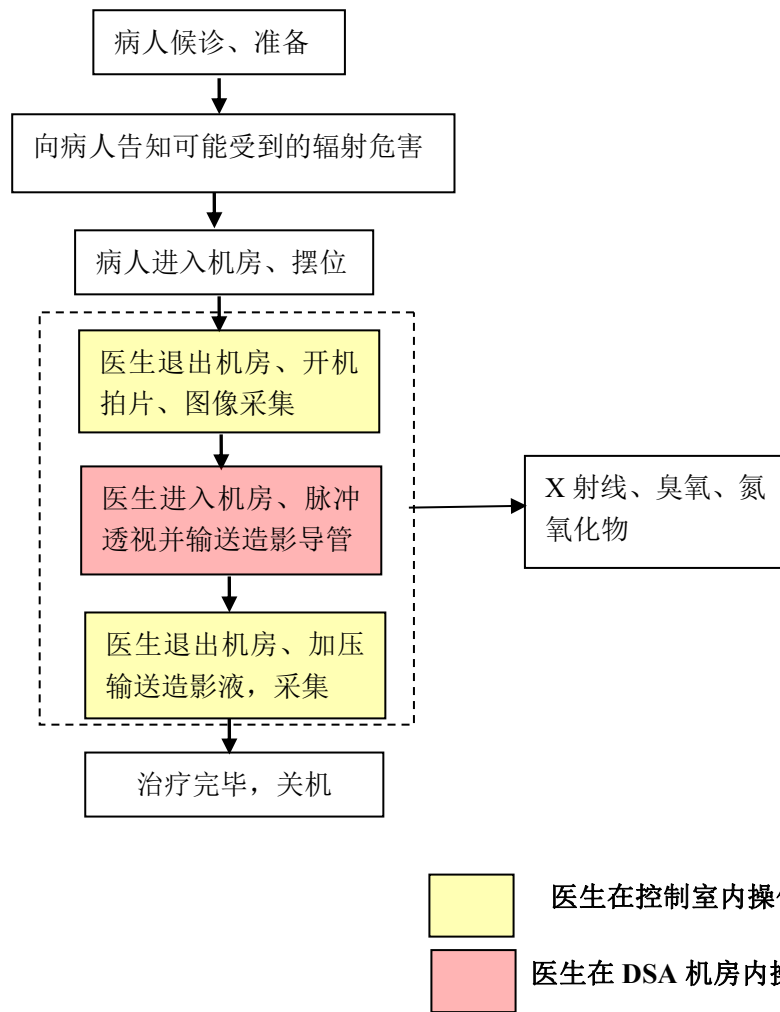 病人候诊、准备
向病人告知可能受到的辐射危害
病人进入机房、摆位
医生退出机房、开机
拍片、图像采集
医生进入机房、脉冲
透视并输送造影导管
X 射线、臭氧、氮
氧化物
医生退出机房、加压
输送造影液，采集
治疗完毕，关机
医生在控制室内操
医生在 DSA 机房内